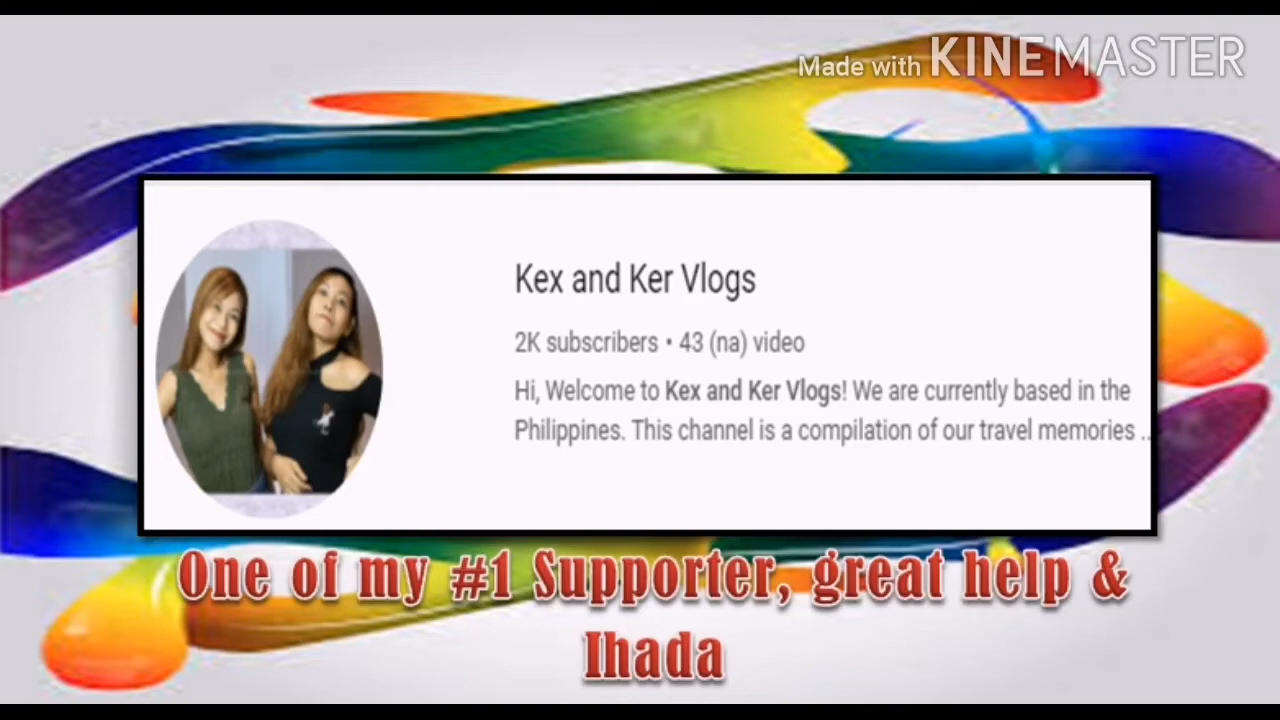 Made with KINEMASTER
Kex and Ker Vlogs
2K subscribers • 43 (na) video
Hi, Welcome to Kex and Ker Vlogs! We are currently based in the
Philippines. This channel is a compilation of our travel memories ..
One of my #1 Supporter, great help &
Ihada